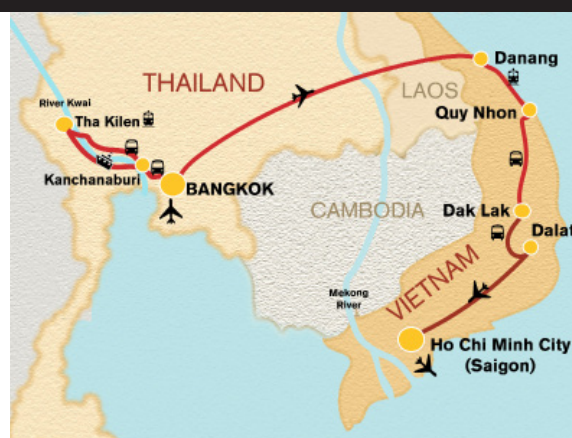 Danang
THAILAND
LAOS
River Kwai
Tha Kilen
Quy Nhon
Kanchanaburi
BANGKOK
CAMBODIA
Dak Lak
Dalat
VIETNAM
Mekong
River
Ho Chi Minh City
(Saigon)